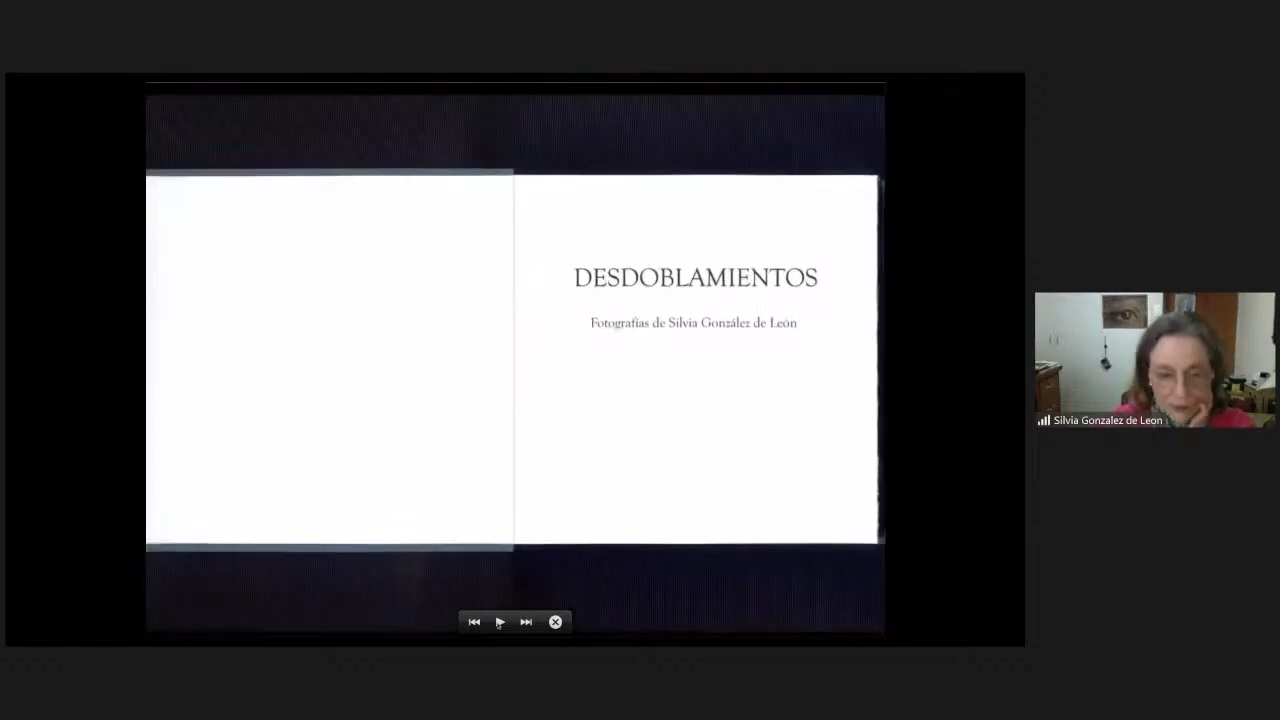 DESDOBLAMIENTOS
Fotografías de Silvia González de León
Silvia Gonzalez de Leon